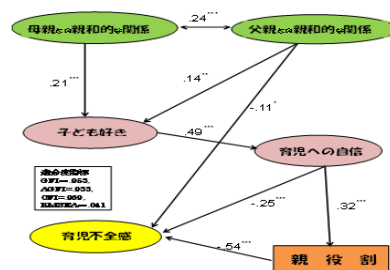 .24***
母親との親和的な関係
父親との親和的な関係
.21***
.14**
-.11*
子ども好き
.49***
育児への自信
適合度指標
GFI=.953,
AGFI=.933,
CFI=.959,
RMSEA=.041
-.25***
.32***
育児不全感
-.54***
親役割